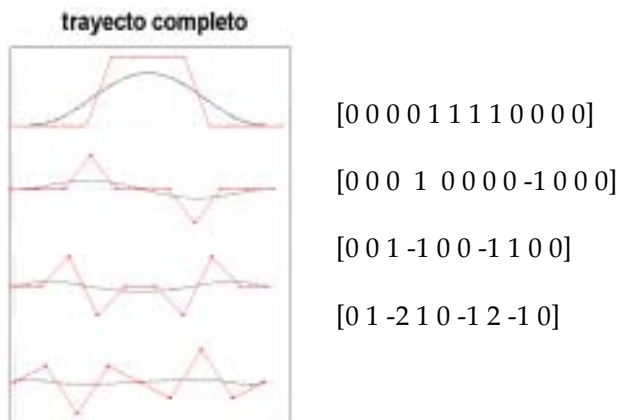 trayecto completo
[0 0 0 0 1 1 1 1 0 0 0 0]
[0 0 0 1 0 0 0 0 -1 0 0 0]
[0 0 1 -1 0 0 -1 1 0 0]
[0 1 -2 1 0 -1 2 -1 0]